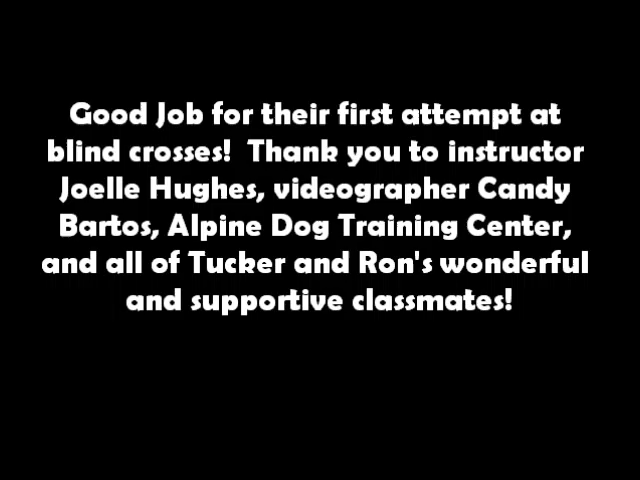 Good Job for their first attempt at
blind crosses!  Thank you to instructor
Joelle Hughes, videographer Candy
Bartos, Alpine Dog Training Center,
and all of Tucker and Ron's wonderful
and supportive classmates!